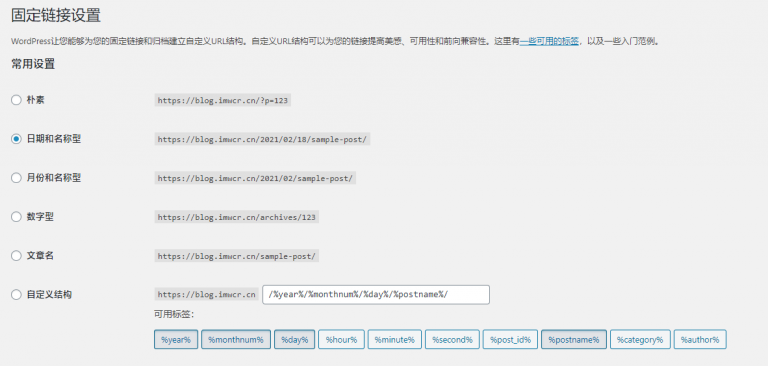 固定链接设置
WordPress让您能够为您的固定链接和归档建立自定义URL结构。自定义URL结构可以为您的链接提高美感、可用性和前向兼容性。这里有一些可用的标签，以及一些入门范例。
常用设置
朴素 https://blog.imwcr.cn/?p=123
日期和名称型 https://blog.imwcr.cn/2021/02/18/sample-post/
月份和名称型 https://blog.imwcr.cn/2021/02/sample-post/
数字型 https://blog.imwcr.cn/archives/123
文章名 https://blog.imwcr.cn/sample-post/
自定义结构 https://blog.imwcr.cn /%year%/%monthnum%/%day%/%postname%/
可用标签：
%year% %monthnum% %day% %hour% %minute% %second% %post_id% %postname% %category% %author%